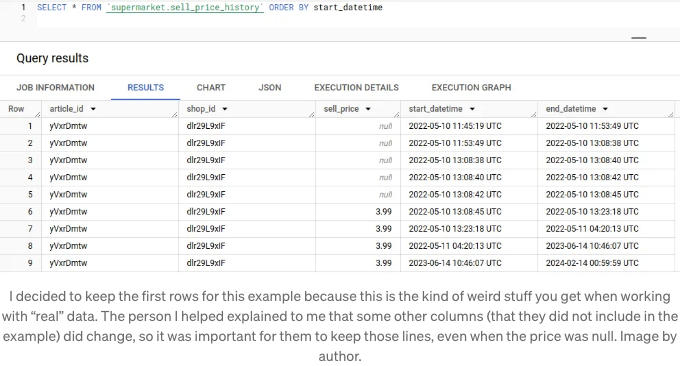 1 SELECT * FROM `supermarket.sell_price_history` ORDER BY start_datetime
2
Query results
JOB INFORMATION RESULTS CHART JSON EXECUTION DETAILS EXECUTION GRAPH
Row article_id shop_id sell_price start_datetime end_datetime
1 yVxrDmtw dlr29L9xIF null 2022-05-10 11:45:19 UTC 2022-05-10 11:53:49 UTC
2 yVxrDmtw dlr29L9xIF null 2022-05-10 11:53:49 UTC 2022-05-10 13:08:38 UTC
3 yVxrDmtw dlr29L9xIF null 2022-05-10 13:08:38 UTC 2022-05-10 13:08:40 UTC
4 yVxrDmtw dlr29L9xIF null 2022-05-10 13:08:40 UTC 2022-05-10 13:08:42 UTC
5 yVxrDmtw dlr29L9xIF null 2022-05-10 13:08:42 UTC 2022-05-10 13:08:45 UTC
6 yVxrDmtw dlr29L9xIF 3.99 2022-05-10 13:08:45 UTC 2022-05-10 13:23:18 UTC
7 yVxrDmtw dlr29L9xIF 3.99 2022-05-10 13:23:18 UTC 2022-05-11 04:20:13 UTC
8 yVxrDmtw dlr29L9xIF 3.99 2022-05-11 04:20:13 UTC 2023-06-14 10:46:07 UTC
9 yVxrDmtw dlr29L9xIF 3.99 2023-06-14 10:46:07 UTC 2024-02-14 00:59:59 UTC
I decided to keep the first rows for this example because this is the kind of weird stuff you get when working
with “real” data. The person I helped explained to me that some other columns (that they did not include in the
example) did change, so it was important for them to keep those lines, even when the price was null. Image by
author.